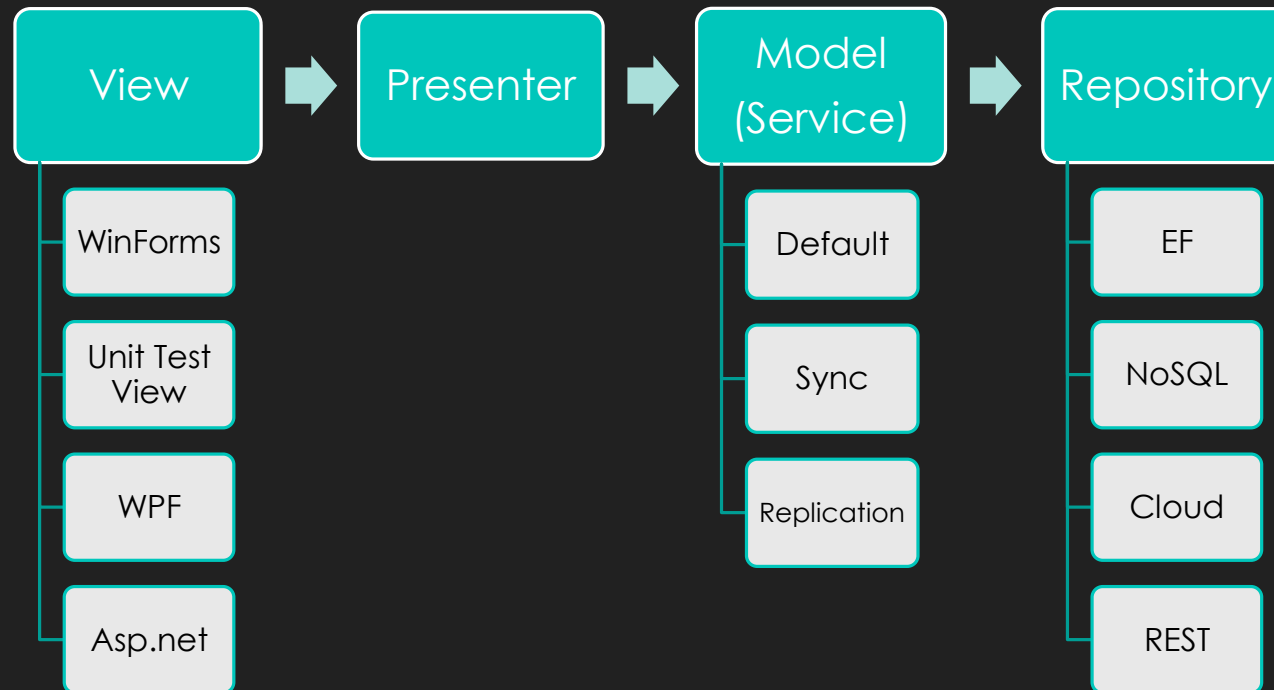 View
Presenter
Model
(Service)
Repository
WinForms
Unit Test
View
WPF
Asp.net
Default
Sync
Replication
EF
NoSQL
Cloud
REST